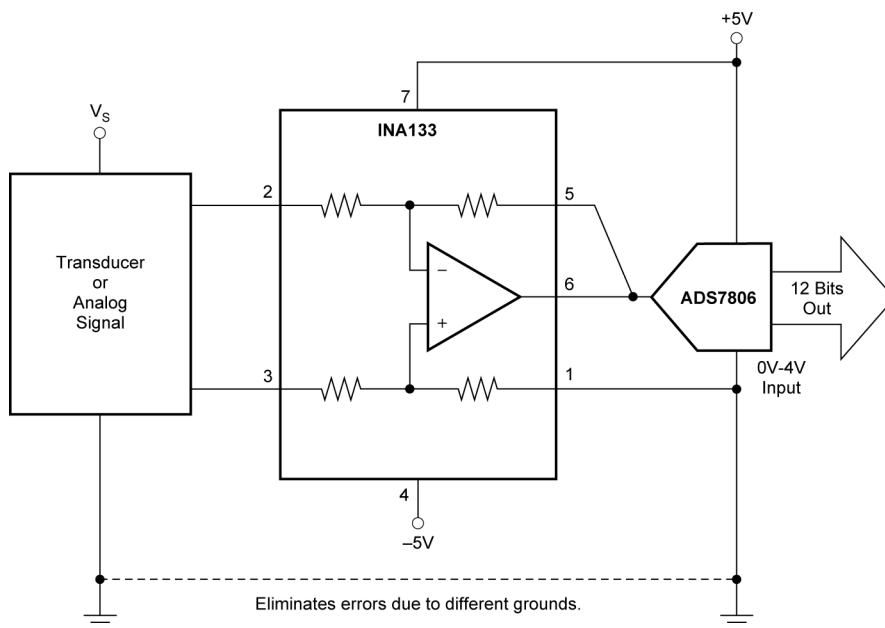 +5V
7
INA133
V_S
2
5
Transducer
or
Analog
Signal
−
6
ADS7806
12 Bits
Out
+
3
1
0V-4V
Input
4
–5V
Eliminates errors due to different grounds.